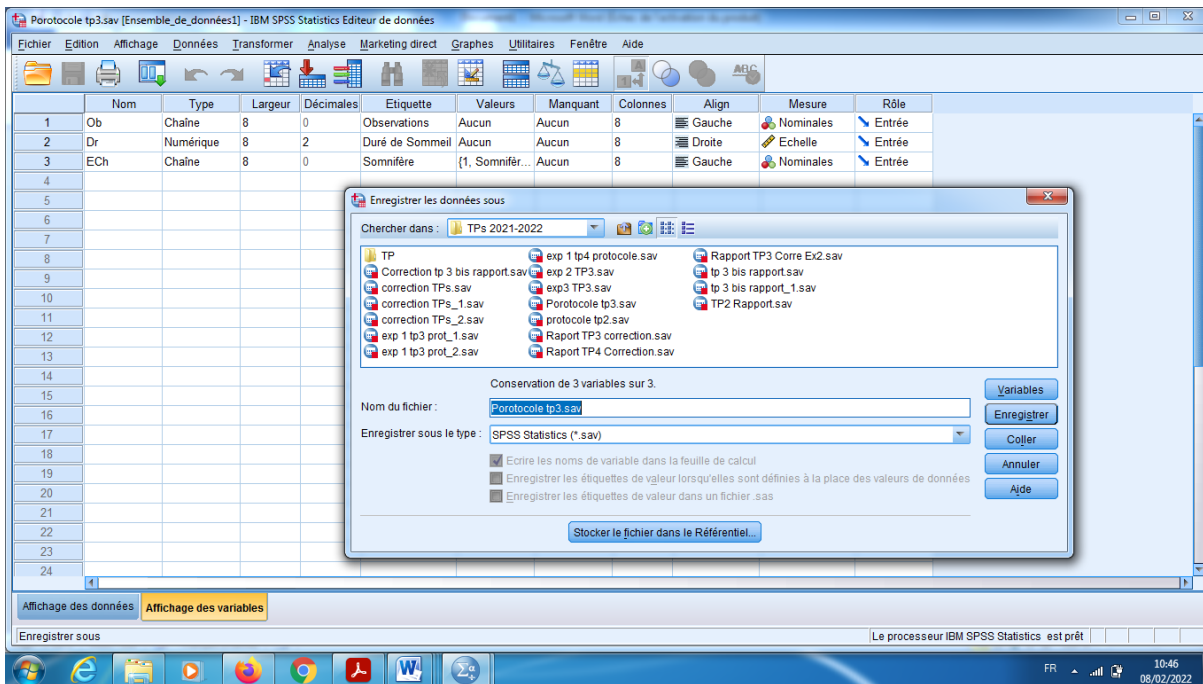 Porotocole tp3.sav [Ensemble_de_données1] - IBM SPSS Statistics Editeur de données
Fichier Edition Affichage Données Transformer Analyse Marketing direct Graphes Utilitaires Fenêtre Aide
Nom Type Largeur Décimales Etiquette Valeurs Manquant Colonnes Align Mesure Rôle
1 Ob Chaîne 8 0 Observations Aucun Aucun 8 Gauche Nominales Entrée
2 Dr Numérique 8 2 Duré de Sommeil Aucun Aucun 8 Droite Echelle Entrée
3 ECh Chaîne 8 0 Somnifère {1, Somnifèr... Aucun 8 Gauche Nominales Entrée
4
5
6
7
8
9
10
11
12
13
14
15
16
17
18
19
20
21
22
23
24
Enregistrer les données sous
Chercher dans : TPs 2021-2022
TP exp 1 tp4 protocole.sav Rapport TP3 Corre Ex2.sav
Correction tp 3 bis rapport.sav exp 2 TP3.sav tp 3 bis rapport.sav
correction TPs.sav exp3 TP3.sav tp 3 bis rapport_1.sav
correction TPs_1.sav Porotocole tp3.sav TP2 Rapport.sav
correction TPs_2.sav protocole tp2.sav
exp 1 tp3 prot_1.sav Raport TP3 correction.sav
exp 1 tp3 prot_2.sav Raport TP4 Correction.sav
Conservation de 3 variables sur 3.
Nom du fichier : Porotocole tp3.sav
Enregistrer sous le type : SPSS Statistics (*.sav)
Ecrire les noms de variable dans la feuille de calcul
Enregistrer les étiquettes de valeur lorsqu'elles sont définies à la place des valeurs de données
Enregistrer les étiquettes de valeur dans un fichier .sas
Variables
Enregistrer
Coller
Annuler
Aide
Stocker le fichier dans le Référentiel...
Affichage des données Affichage des variables
Enregistrer sous Le processeur IBM SPSS Statistics est prêt
FR 10:46
08/02/2022